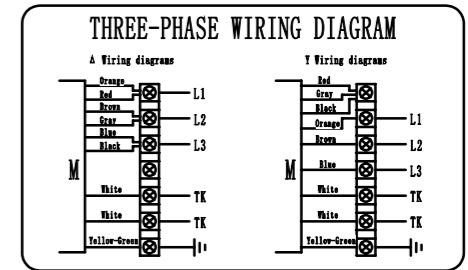 THREE-PHASE WIRING DIAGRAM
Δ Wiring diagrams
Orange
Red
L1
Brown
Gray
L2
Blue
Black
L3
M
White
TK
White
TK
Yellow-Green
Y Wiring diagrams
Red
Gray
Black
Orange
L1
Brown
L2
Blue
L3
M
White
TK
White
TK
Yellow-Green